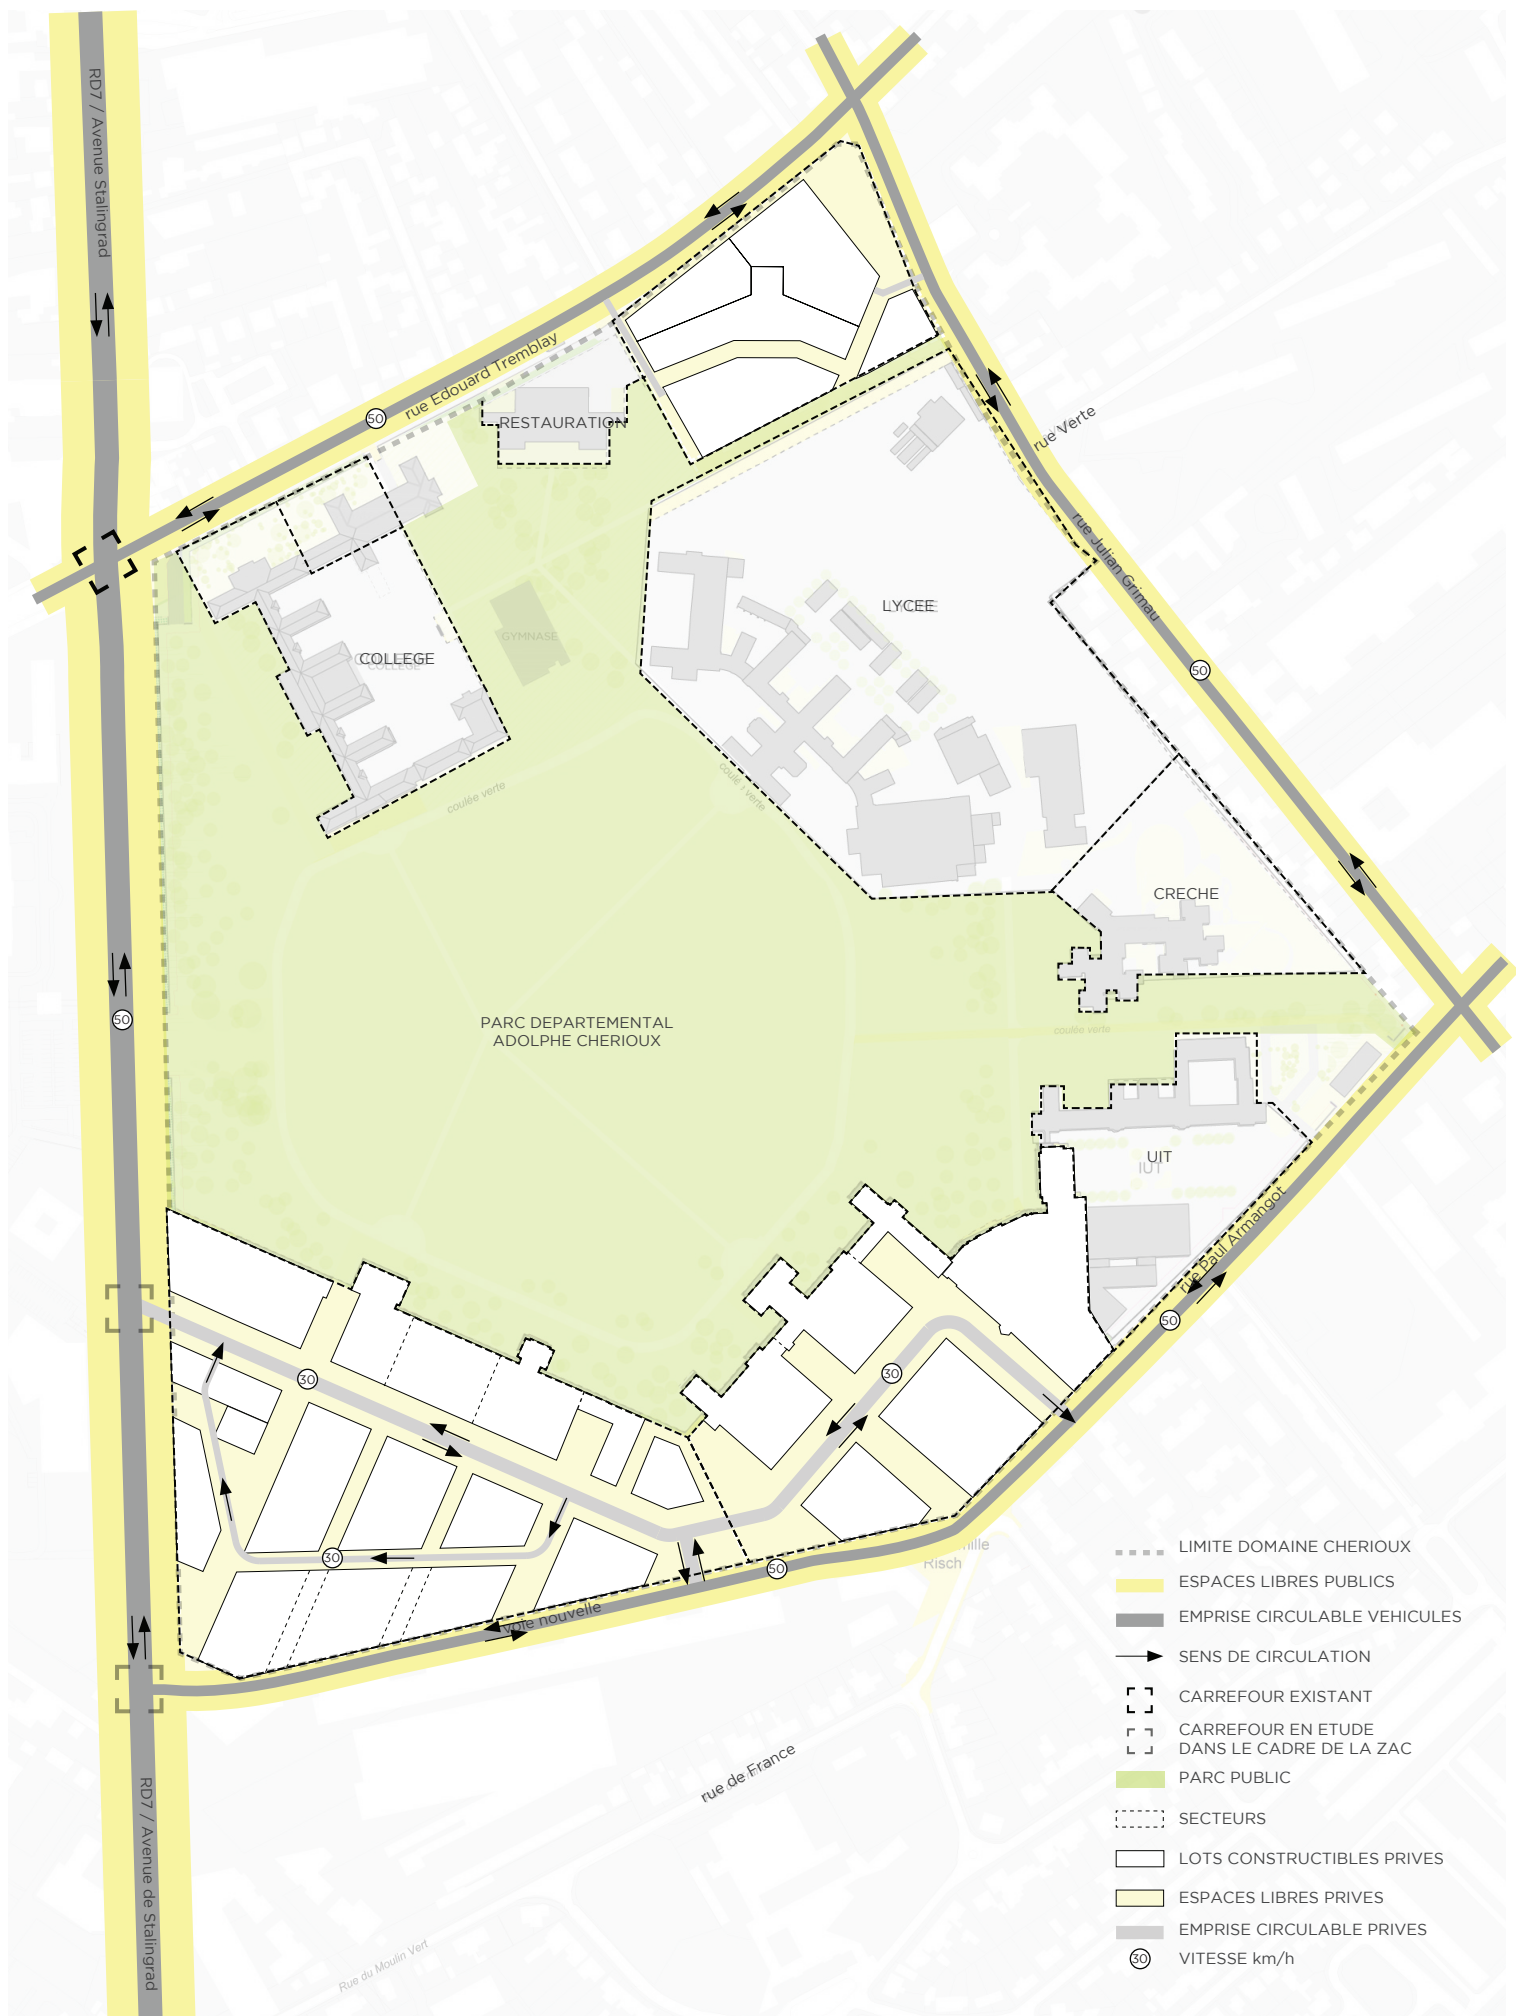 RD7 / Avenue Stalingrad
rue Edouard Tremblay
50
RESTAURATION
rue Verte
rue Julian Grimau
50
LYCEE
GYMNASE
COLLEGE
COLLEGE
coulée verte
coulée verte
CRECHE
50
PARC DEPARTEMENTAL
ADOLPHE CHERIOUX
coulée verte
UIT
IUT
rue Paul Armangot
50
30
30
30
50
voie nouvelle
Risch
rue de France
RD7 / Avenue de Stalingrad
Rue du Moulin Vert
LIMITE DOMAINE CHERIOUX
ESPACES LIBRES PUBLICS
EMPRISE CIRCULABLE VEHICULES
SENS DE CIRCULATION
CARREFOUR EXISTANT
CARREFOUR EN ETUDE
DANS LE CADRE DE LA ZAC
PARC PUBLIC
SECTEURS
LOTS CONSTRUCTIBLES PRIVES
ESPACES LIBRES PRIVES
EMPRISE CIRCULABLE PRIVES
30 VITESSE km/h